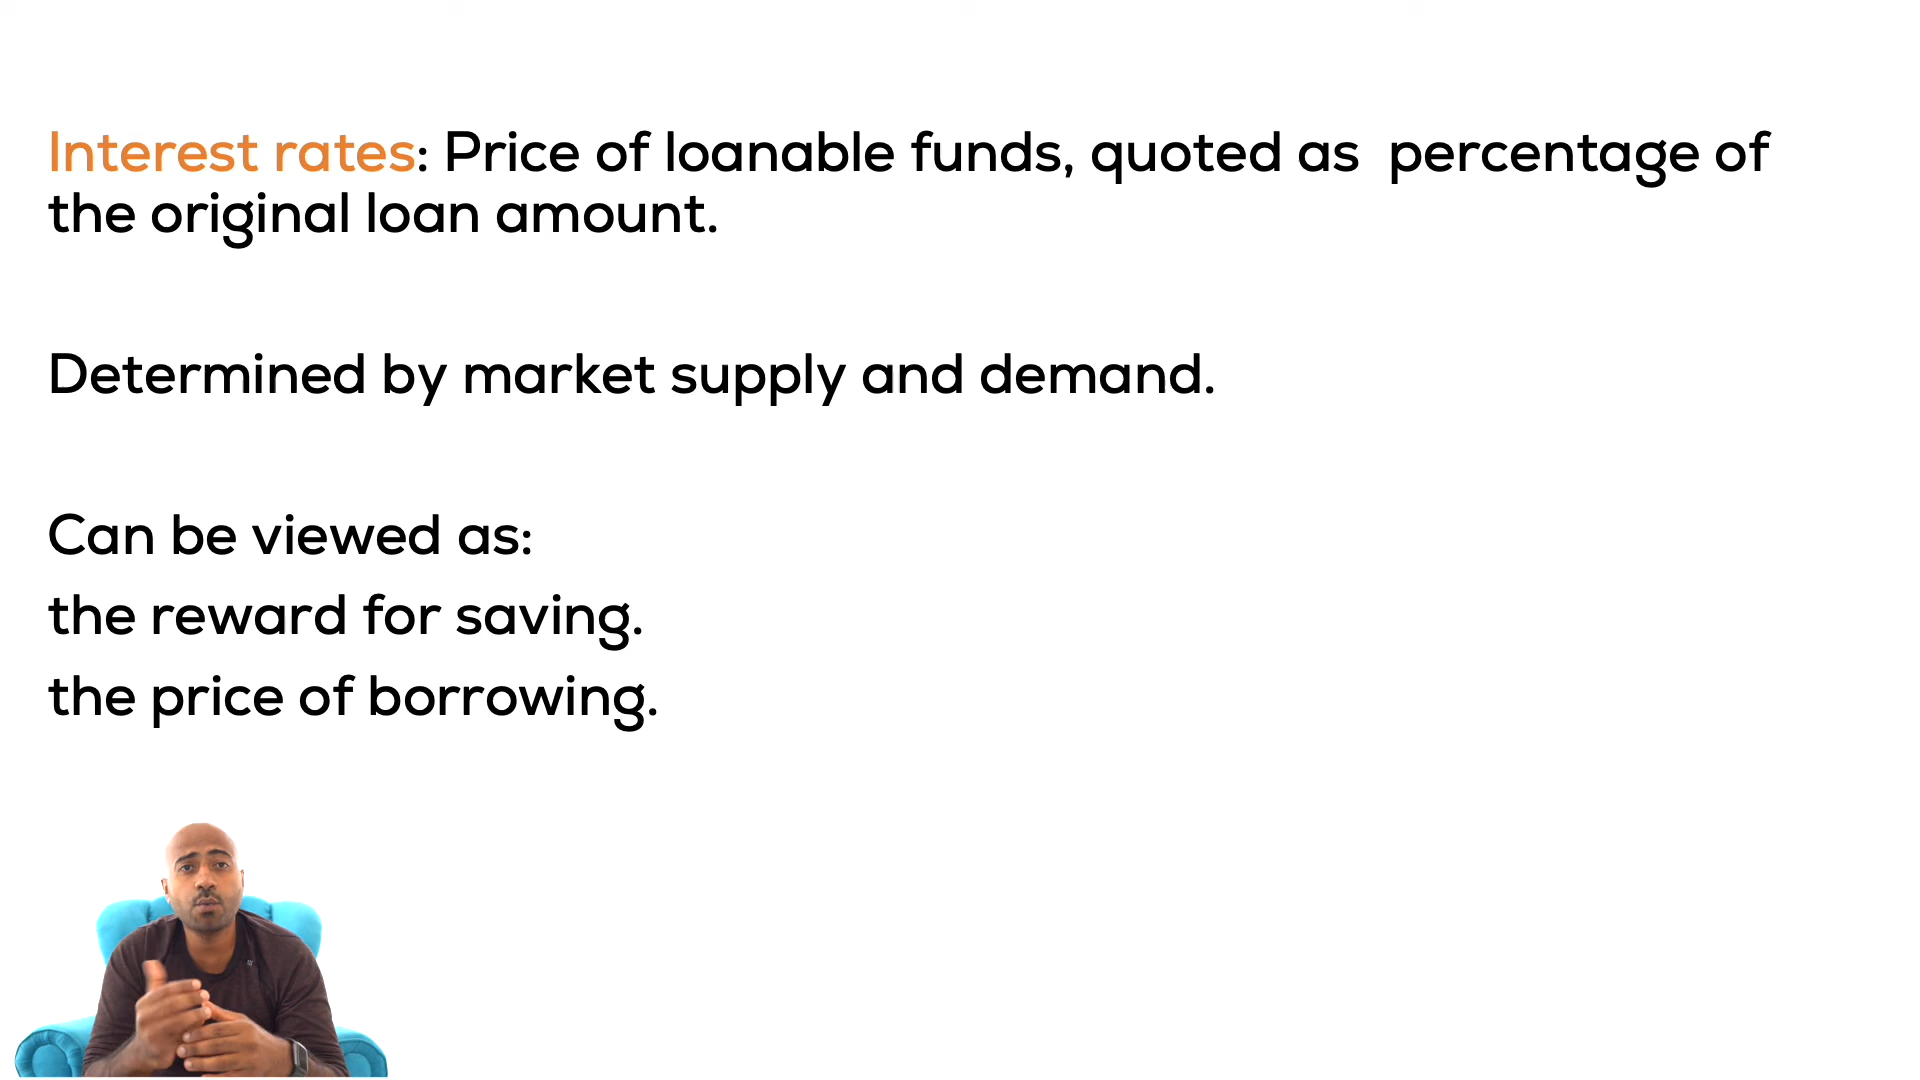 Interest rates: Price of loanable funds, quoted as  percentage of
the original loan amount.
Determined by market supply and demand.
Can be viewed as:
the reward for saving.
the price of borrowing.